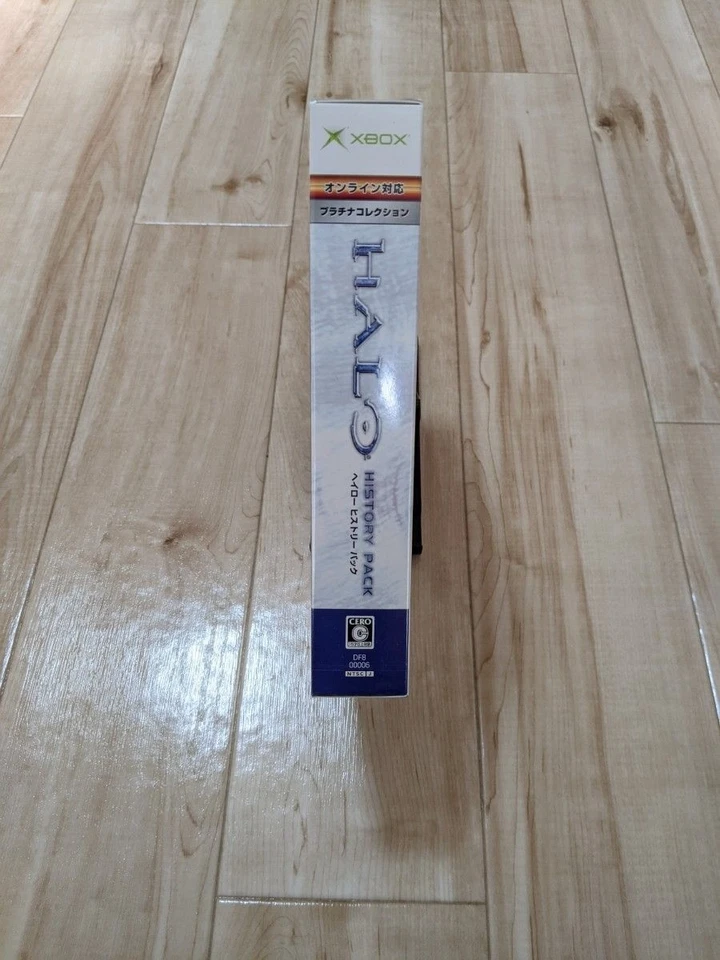 XBOX
オンライン対応
プラチナコレクション
HALO
HISTORY PACK
ヘイロー ヒストリー パック
CERO
C
DF8
00006
NTSC J